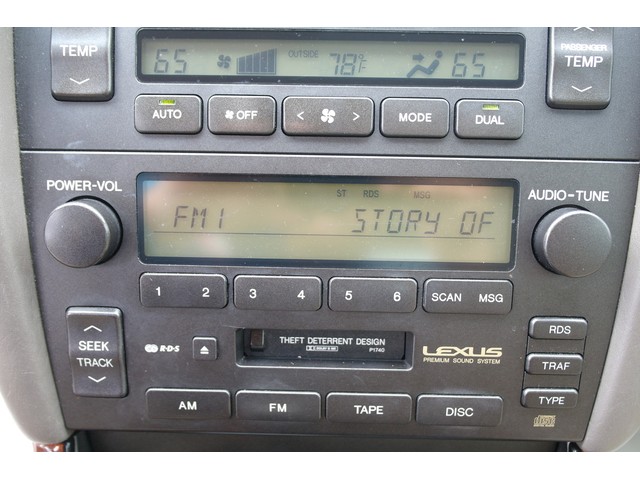 TEMP
65 OUTSIDE 78°F 65
PASSENGER
TEMP
AUTO OFF < > MODE DUAL
POWER-VOL AUDIO-TUNE
ST RDS MSG
FM1 STORY OF
1 2 3 4 5 6 SCAN MSG
SEEK
TRACK
R·D·S
THEFT DETERRENT DESIGN
P1740
LEXUS
PREMIUM SOUND SYSTEM
RDS
TRAF
TYPE
AM FM TAPE DISC